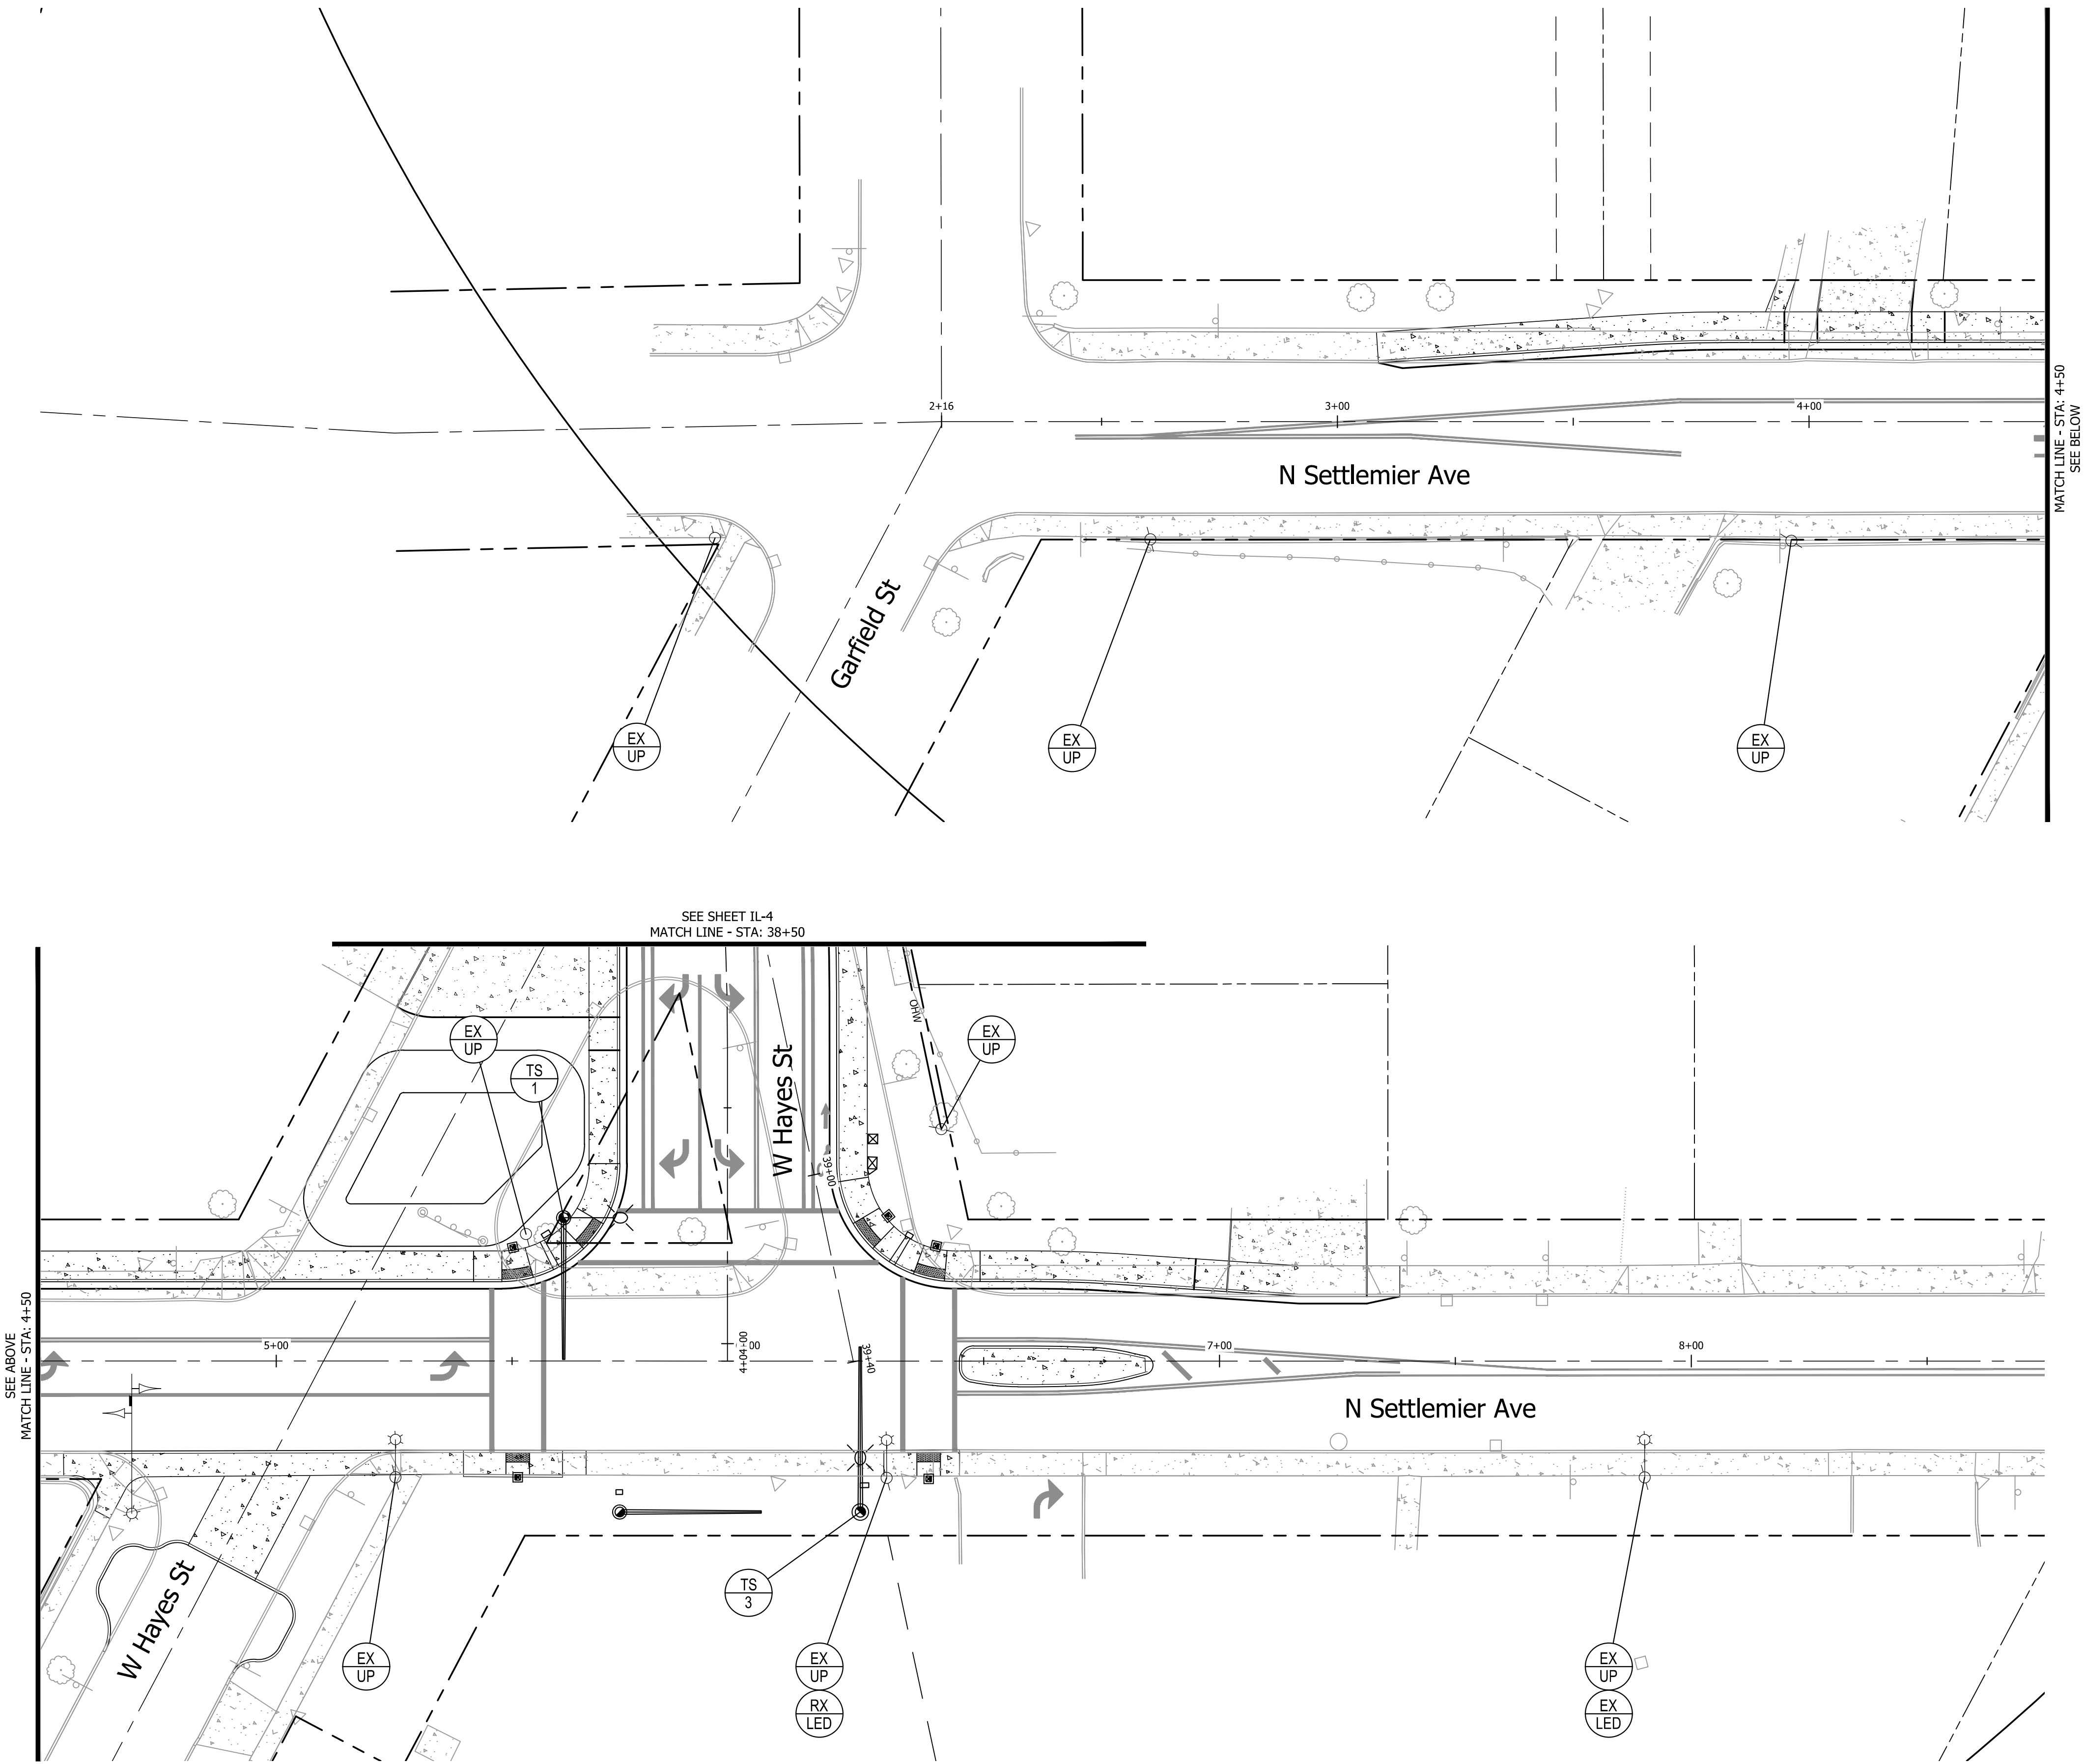 2+16
3+00
4+00
N Settlemier Ave
Garfield St
MATCH LINE - STA: 4+50
SEE BELOW
EX
UP
EX
UP
EX
UP
SEE SHEET IL-4
MATCH LINE - STA: 38+50
EX
UP
TS
1
OHW
EX
UP
W Hayes St
39+00
SEE ABOVE
MATCH LINE - STA: 4+50
5+00
4+04+00
00
39+40
7+00
8+00
N Settlemier Ave
W Hayes St
TS
3
EX
UP
EX
UP
RX
LED
EX
UP
EX
LED